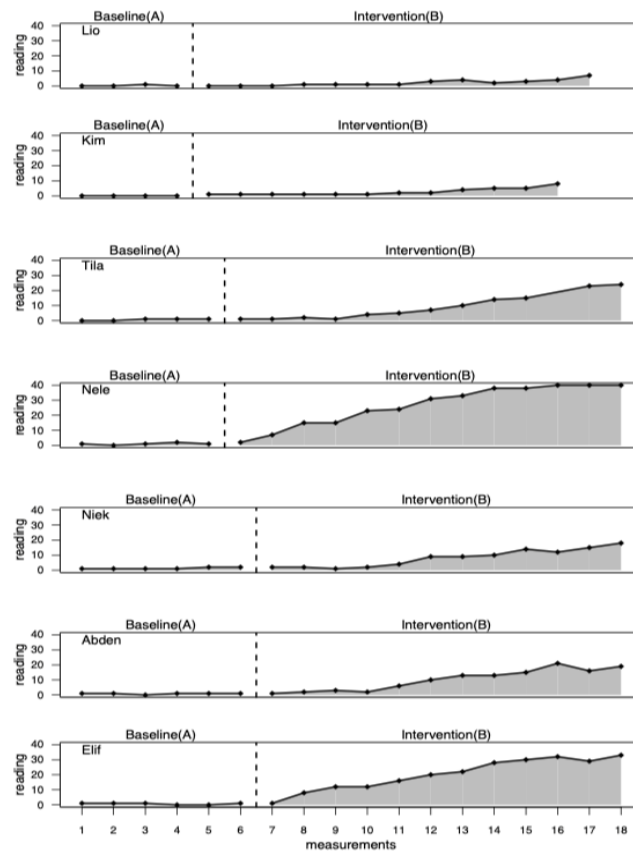 Baseline(A) Intervention(B)
Lio
reading
40
30
20
10
0
Baseline(A) Intervention(B)
Kim
reading
40
30
20
10
0
Baseline(A) Intervention(B)
Tila
reading
40
30
20
10
0
Baseline(A) Intervention(B)
Nele
reading
40
30
20
10
0
Baseline(A) Intervention(B)
Niek
reading
40
30
20
10
0
Baseline(A) Intervention(B)
Abden
reading
40
30
20
10
0
Baseline(A) Intervention(B)
Elif
reading
40
30
20
10
0
1 2 3 4 5 6 7 8 9 10 11 12 13 14 15 16 17 18
measurements